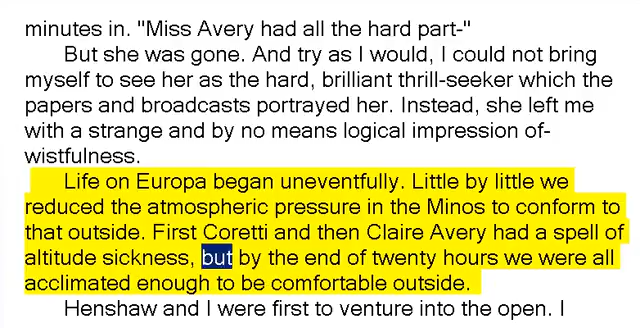 minutes in. "Miss Avery had all the hard part-"
But she was gone. And try as I would, I could not bring
myself to see her as the hard, brilliant thrill-seeker which the
papers and broadcasts portrayed her. Instead, she left me
with a strange and by no means logical impression of-
wistfulness.
Life on Europa began uneventfully. Little by little we
reduced the atmospheric pressure in the Minos to conform to
that outside. First Coretti and then Claire Avery had a spell of
altitude sickness, but by the end of twenty hours we were all
acclimated enough to be comfortable outside.
Henshaw and I were first to venture into the open. I